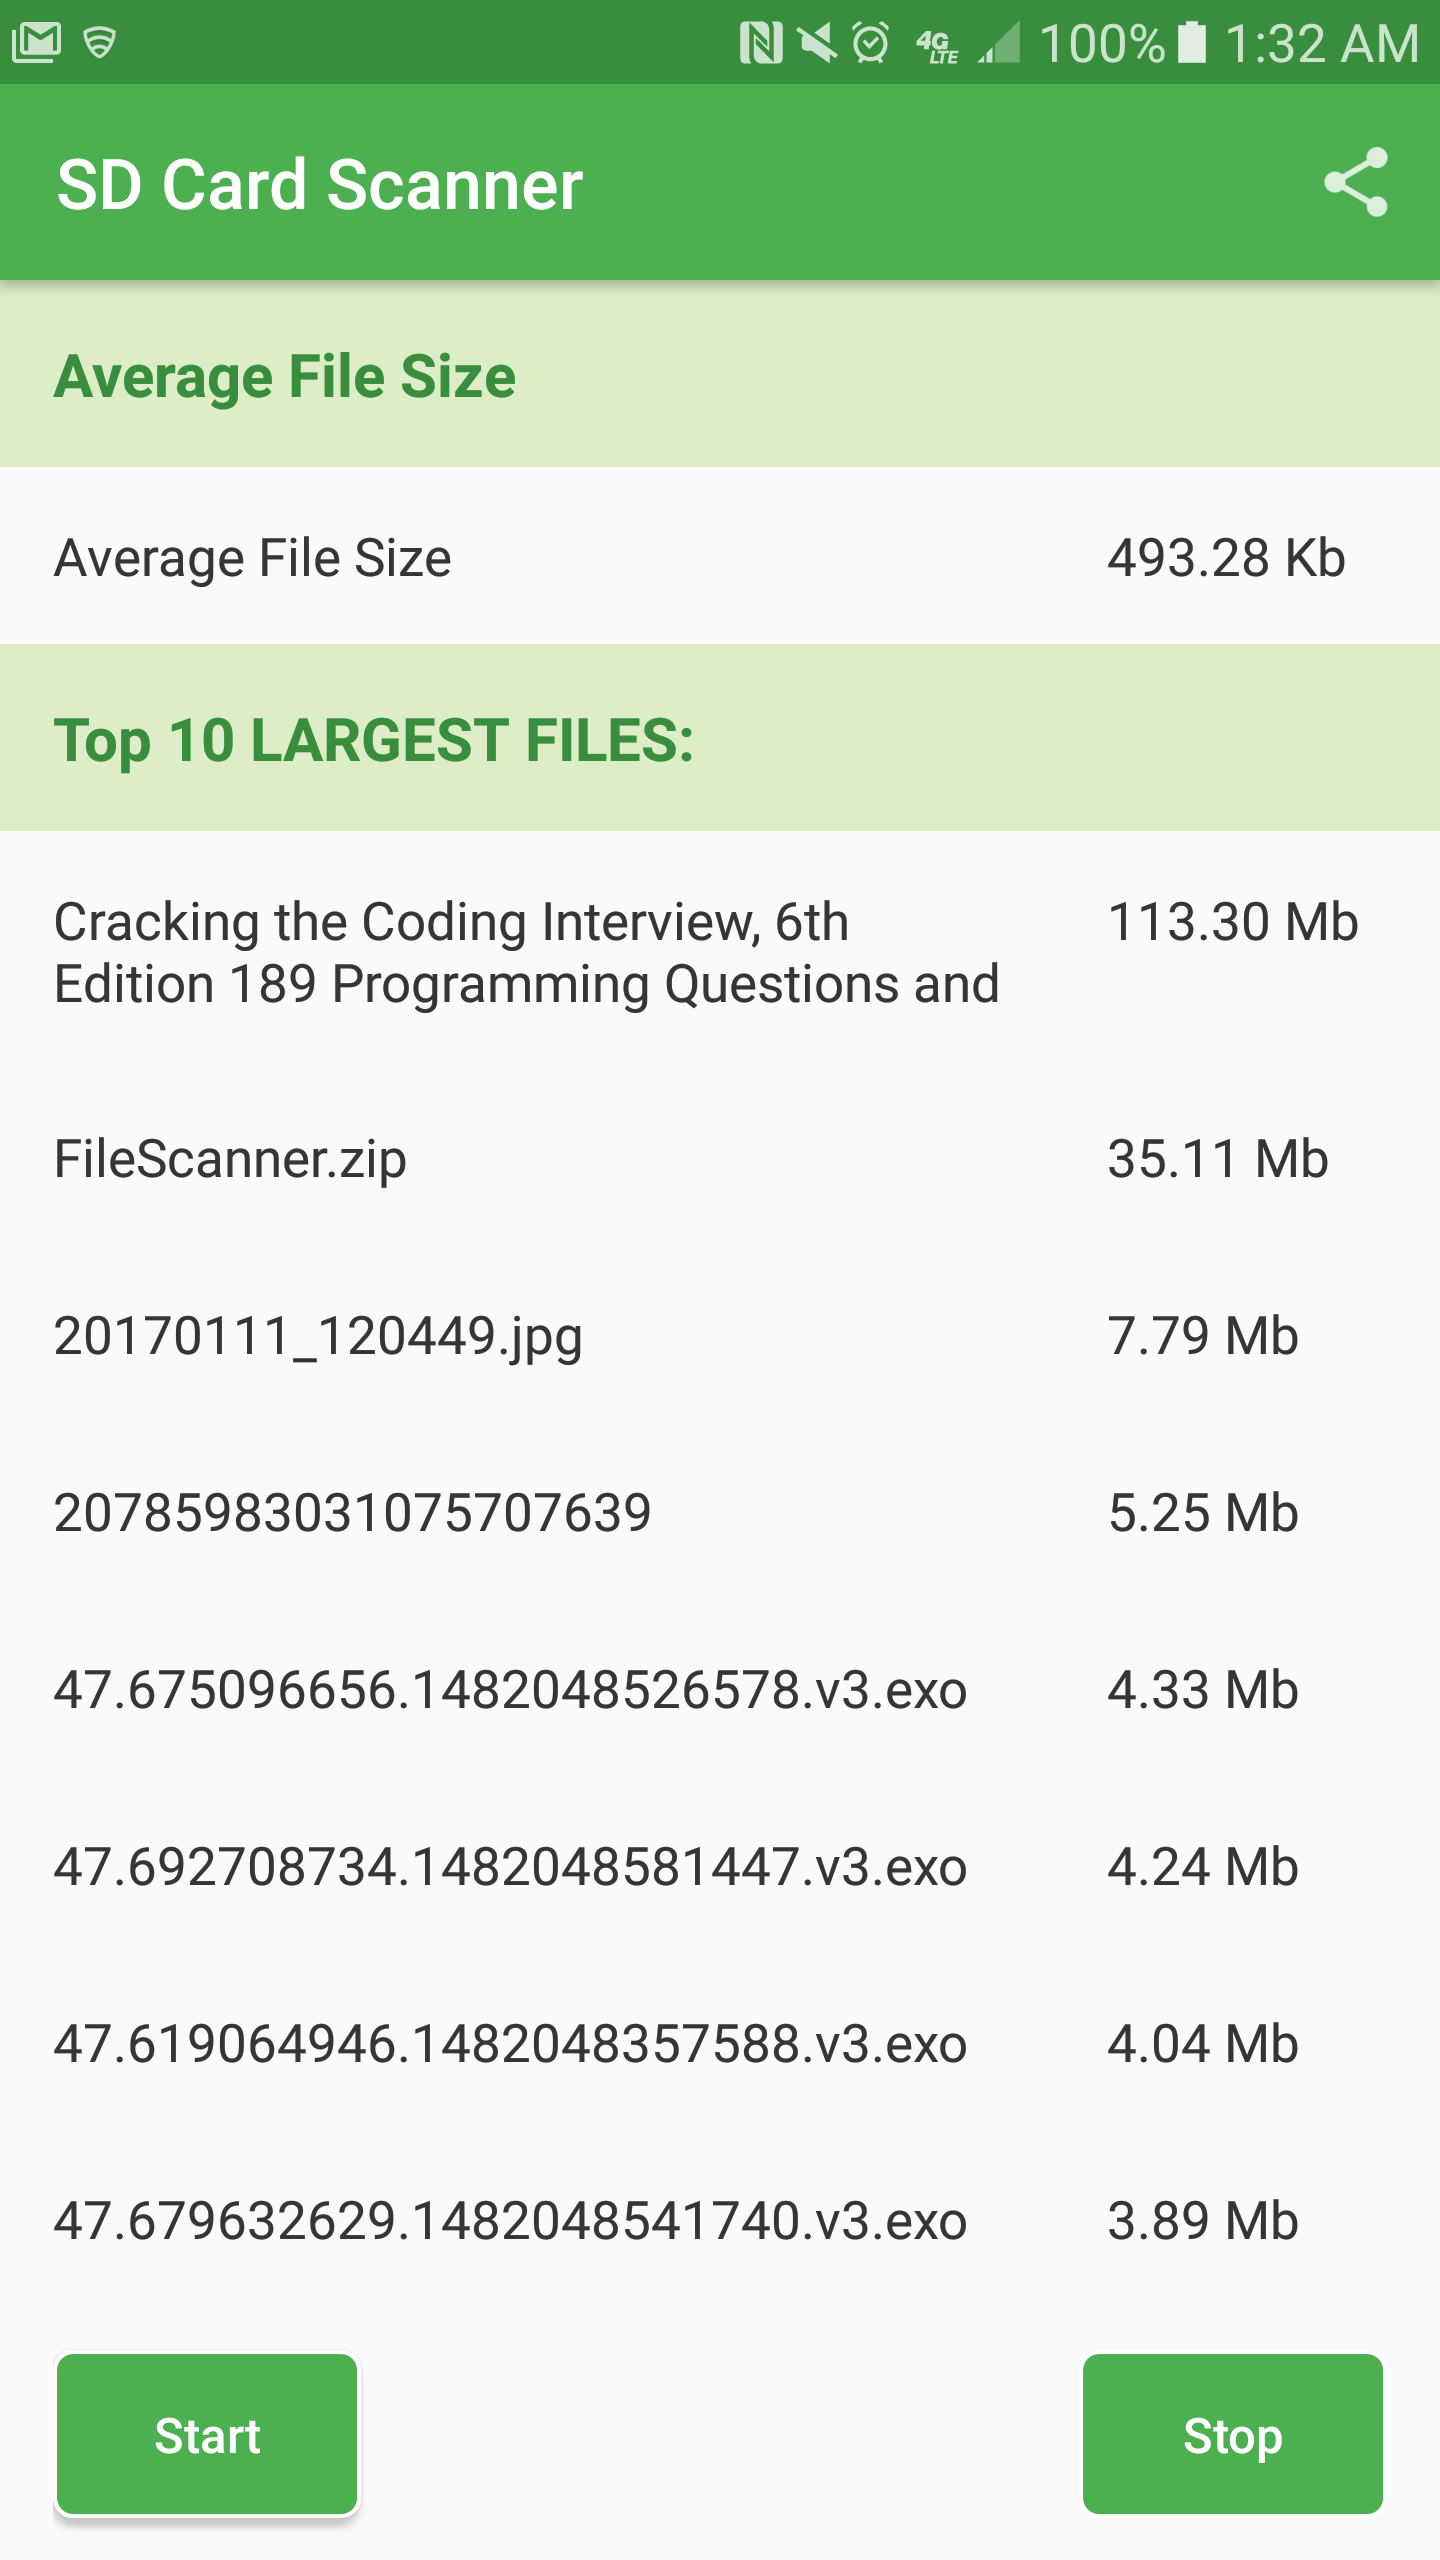 4G LTE 100% 1:32 AM
SD Card Scanner
Average File Size
Average File Size 493.28 Kb
Top 10 LARGEST FILES:
Cracking the Coding Interview, 6th 113.30 Mb
Edition 189 Programming Questions and
FileScanner.zip 35.11 Mb
20170111_120449.jpg 7.79 Mb
20785983031075707639 5.25 Mb
47.675096656.1482048526578.v3.exo 4.33 Mb
47.692708734.1482048581447.v3.exo 4.24 Mb
47.619064946.1482048357588.v3.exo 4.04 Mb
47.679632629.1482048541740.v3.exo 3.89 Mb
Start Stop